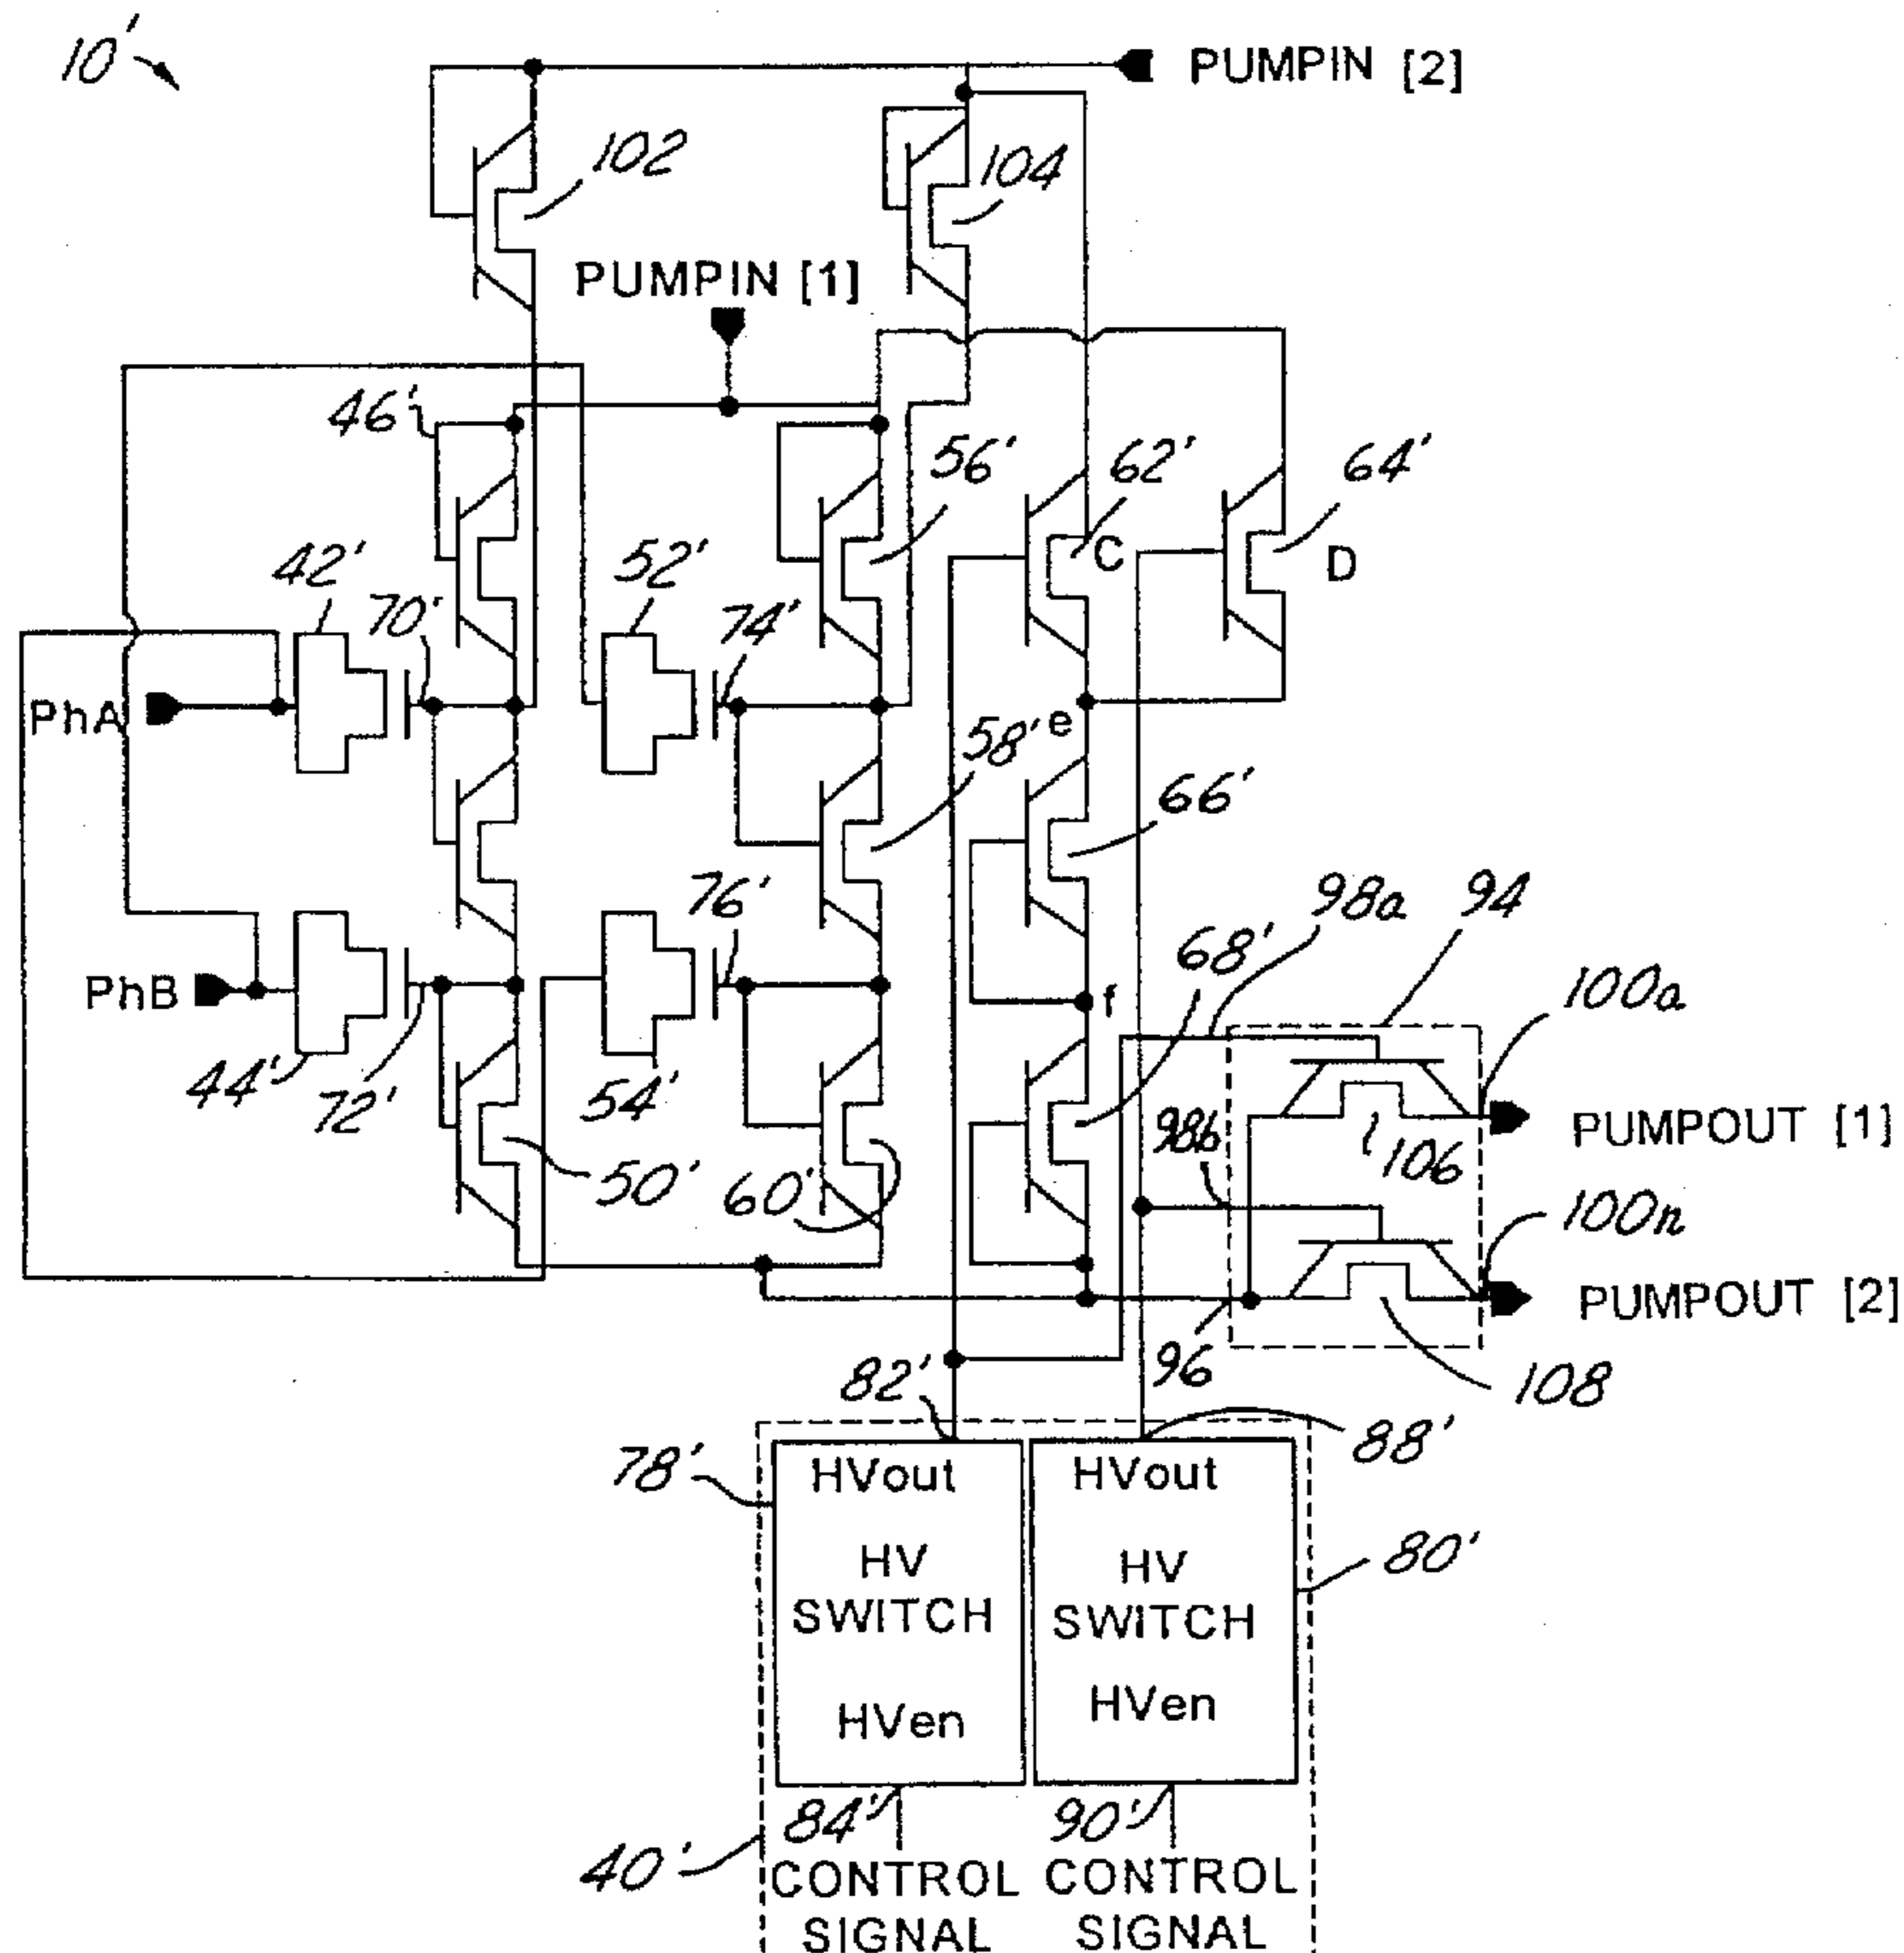 10'
PUMPIN [2]
102
104
PUMPIN [1]
46'
56'
62'
64'
42'
52'
C
D
70'
74'
PhA
e
58'
66'
76'
98a
94
68'
100a
PhB
f
44'
72'
54'
98b
PUMPOUT [1]
106
50'
60'
100n
PUMPOUT [2]
96
108
82'
88'
78'
HVout
HVout
HV
SWITCH
HV
SWITCH
80'
HVen
HVen
84'
90'
40'
CONTROL
SIGNAL
CONTROL
SIGNAL